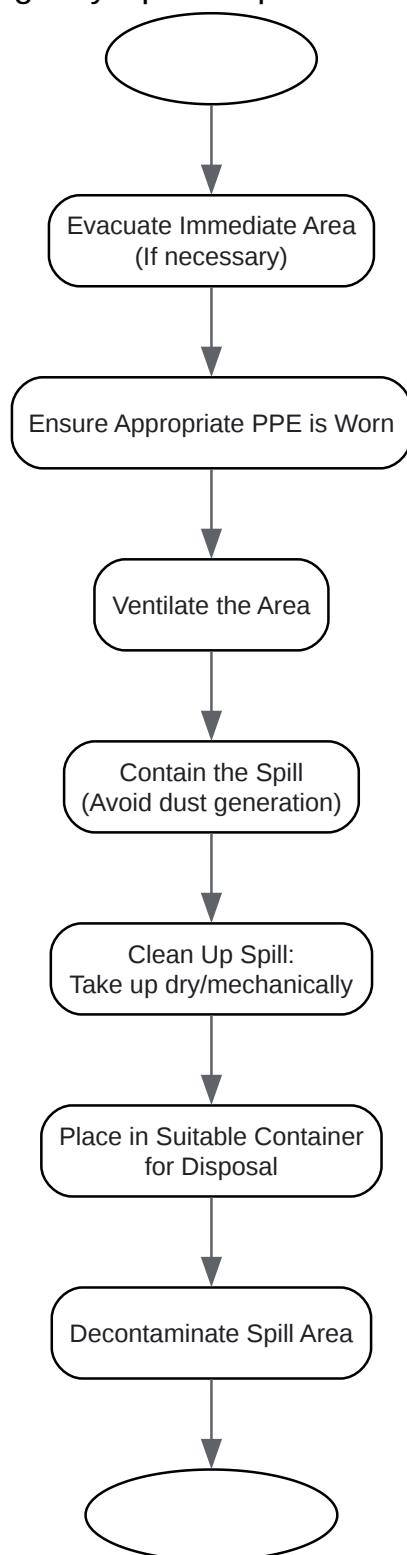 Evacuate Immediate Area
(If necessary)
Ensure Appropriate PPE is Worn
Ventilate the Area
Contain the Spill
(Avoid dust generation)
Clean Up Spill:
Take up dry/mechanically
Place in Suitable Container
for Disposal
Decontaminate Spill Area